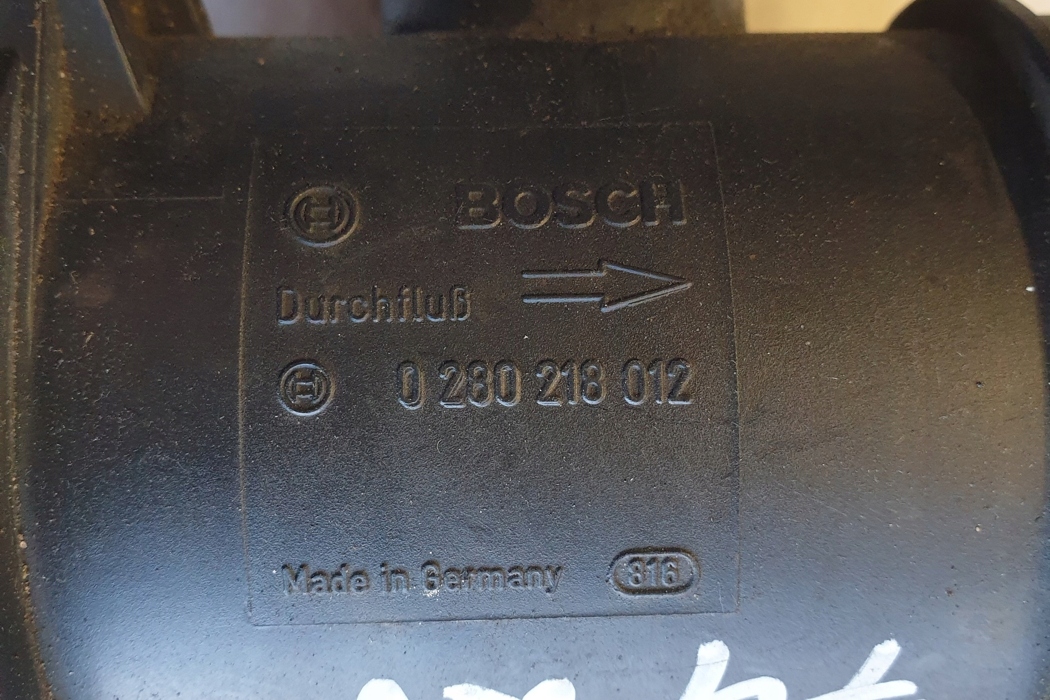 BOSCH
Durchfluß
0 280 218 012
Made in Germany 316